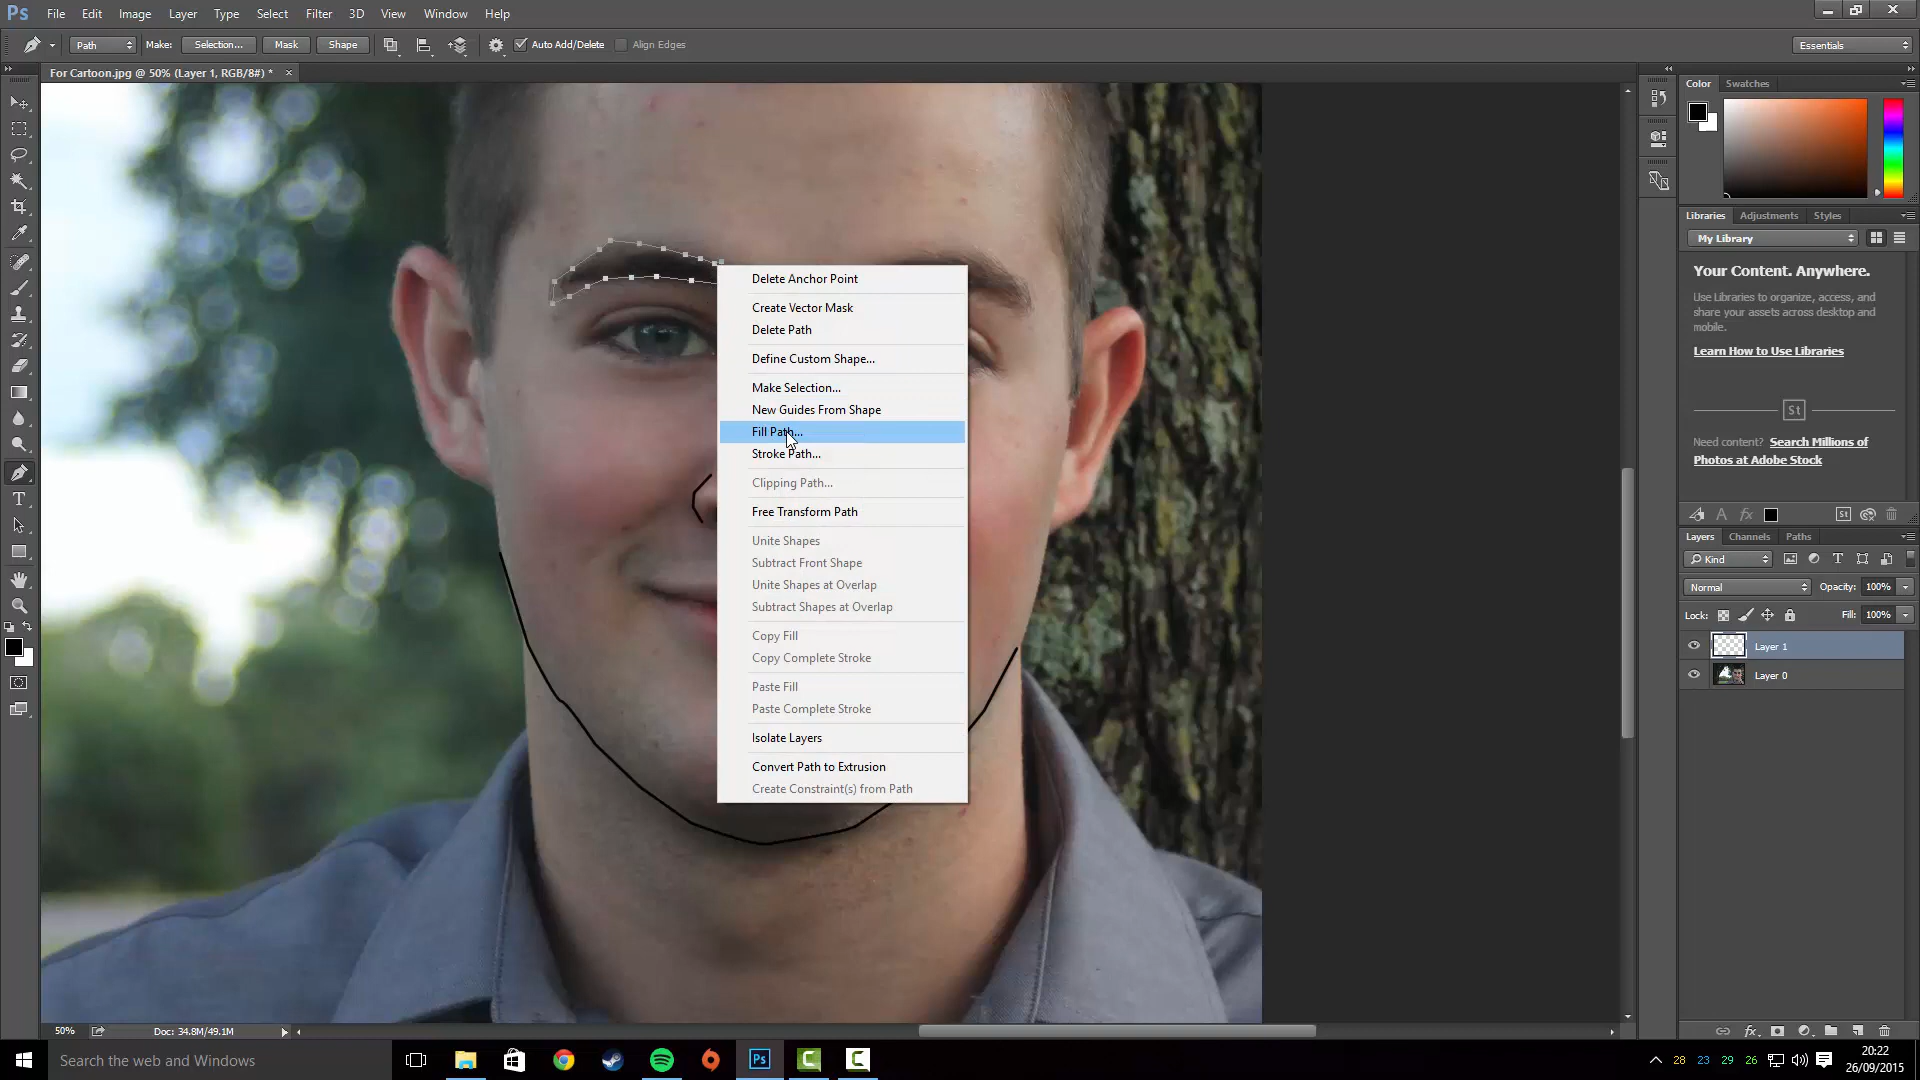 Ps File Edit Image Layer Type Select Filter 3D View Window Help
Path Make: Selection... Mask Shape Auto Add/Delete Align Edges Essentials
For Cartoon.jpg @ 50% (Layer 1, RGB/8#) * ×
Color Swatches
Libraries Adjustments Styles
My Library
Your Content. Anywhere.
Use Libraries to organize, access, and
share your assets across desktop and
mobile.
Learn How to Use Libraries
St
Need content? Search Millions of
Photos at Adobe Stock
Delete Anchor Point
Create Vector Mask
Delete Path
Define Custom Shape...
Make Selection...
New Guides From Shape
Fill Path...
Stroke Path...
Clipping Path...
Free Transform Path
Unite Shapes
Subtract Front Shape
Unite Shapes at Overlap
Subtract Shapes at Overlap
Copy Fill
Copy Complete Stroke
Paste Fill
Paste Complete Stroke
Isolate Layers
Convert Path to Extrusion
Create Constraint(s) from Path
A fx St
Layers Channels Paths
Kind T
Normal Opacity: 100%
Lock: Fill: 100%
Layer 1
Layer 0
fx
50% Doc: 34.8M/49.1M
Search the web and Windows
Ps
28 23 29 26
20:22
26/09/2015